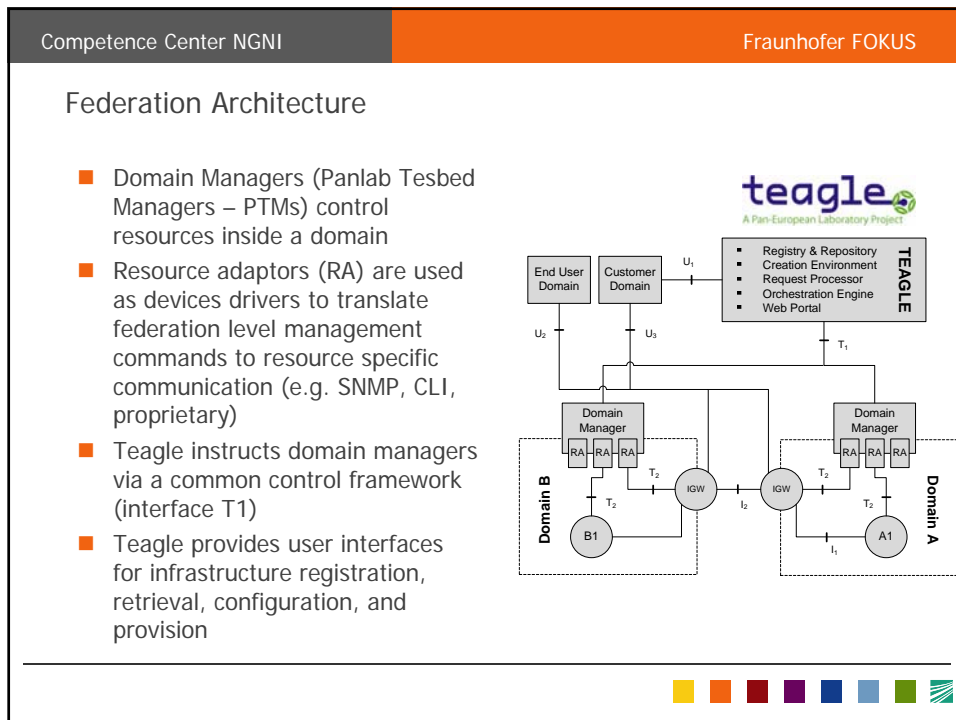 Competence Center NGNI
Fraunhofer FOKUS
Federation Architecture
■ Domain Managers (Panlab Tesbed
Managers – PTMs) control
resources inside a domain
■ Resource adaptors (RA) are used
as devices drivers to translate
federation level management
commands to resource specific
communication (e.g. SNMP, CLI,
proprietary)
■ Teagle instructs domain managers
via a common control framework
(interface T1)
■ Teagle provides user interfaces
for infrastructure registration,
retrieval, configuration, and
provision
teagle
A Pan-European Laboratory Project
End User
Domain
Customer
Domain
U1
▪ Registry & Repository
▪ Creation Environment
▪ Request Processor
▪ Orchestration Engine
▪ Web Portal
TEAGLE
U2
U3
T1
Domain
Manager
RA RA RA
Domain
Manager
RA RA RA
Domain B
T2
T2
IGW
I2
IGW
T2
T2
B1
I1
A1
Domain A